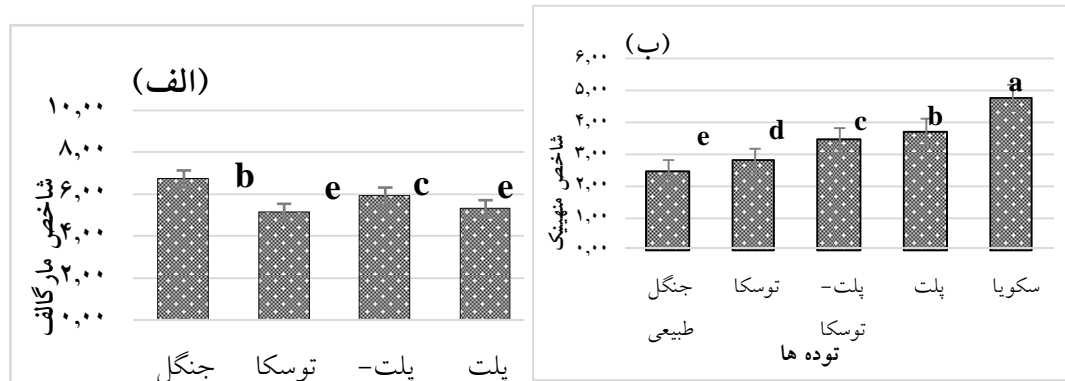 (الف)
شاخص مارگالف
۱۰,۰۰
۸,۰۰
۶,۰۰
۴,۰۰
۲,۰۰
۰,۰۰
b
e
c
e
جنگل
توسکا
پلت-
پلت
(ب)
شاخص منهینیک
۶,۰۰
۵,۰۰
۴,۰۰
۳,۰۰
۲,۰۰
۱,۰۰
۰,۰۰
e
d
c
b
a
جنگل طبیعی
توسکا
پلت- توسکا
پلت
سکویا
توده ها